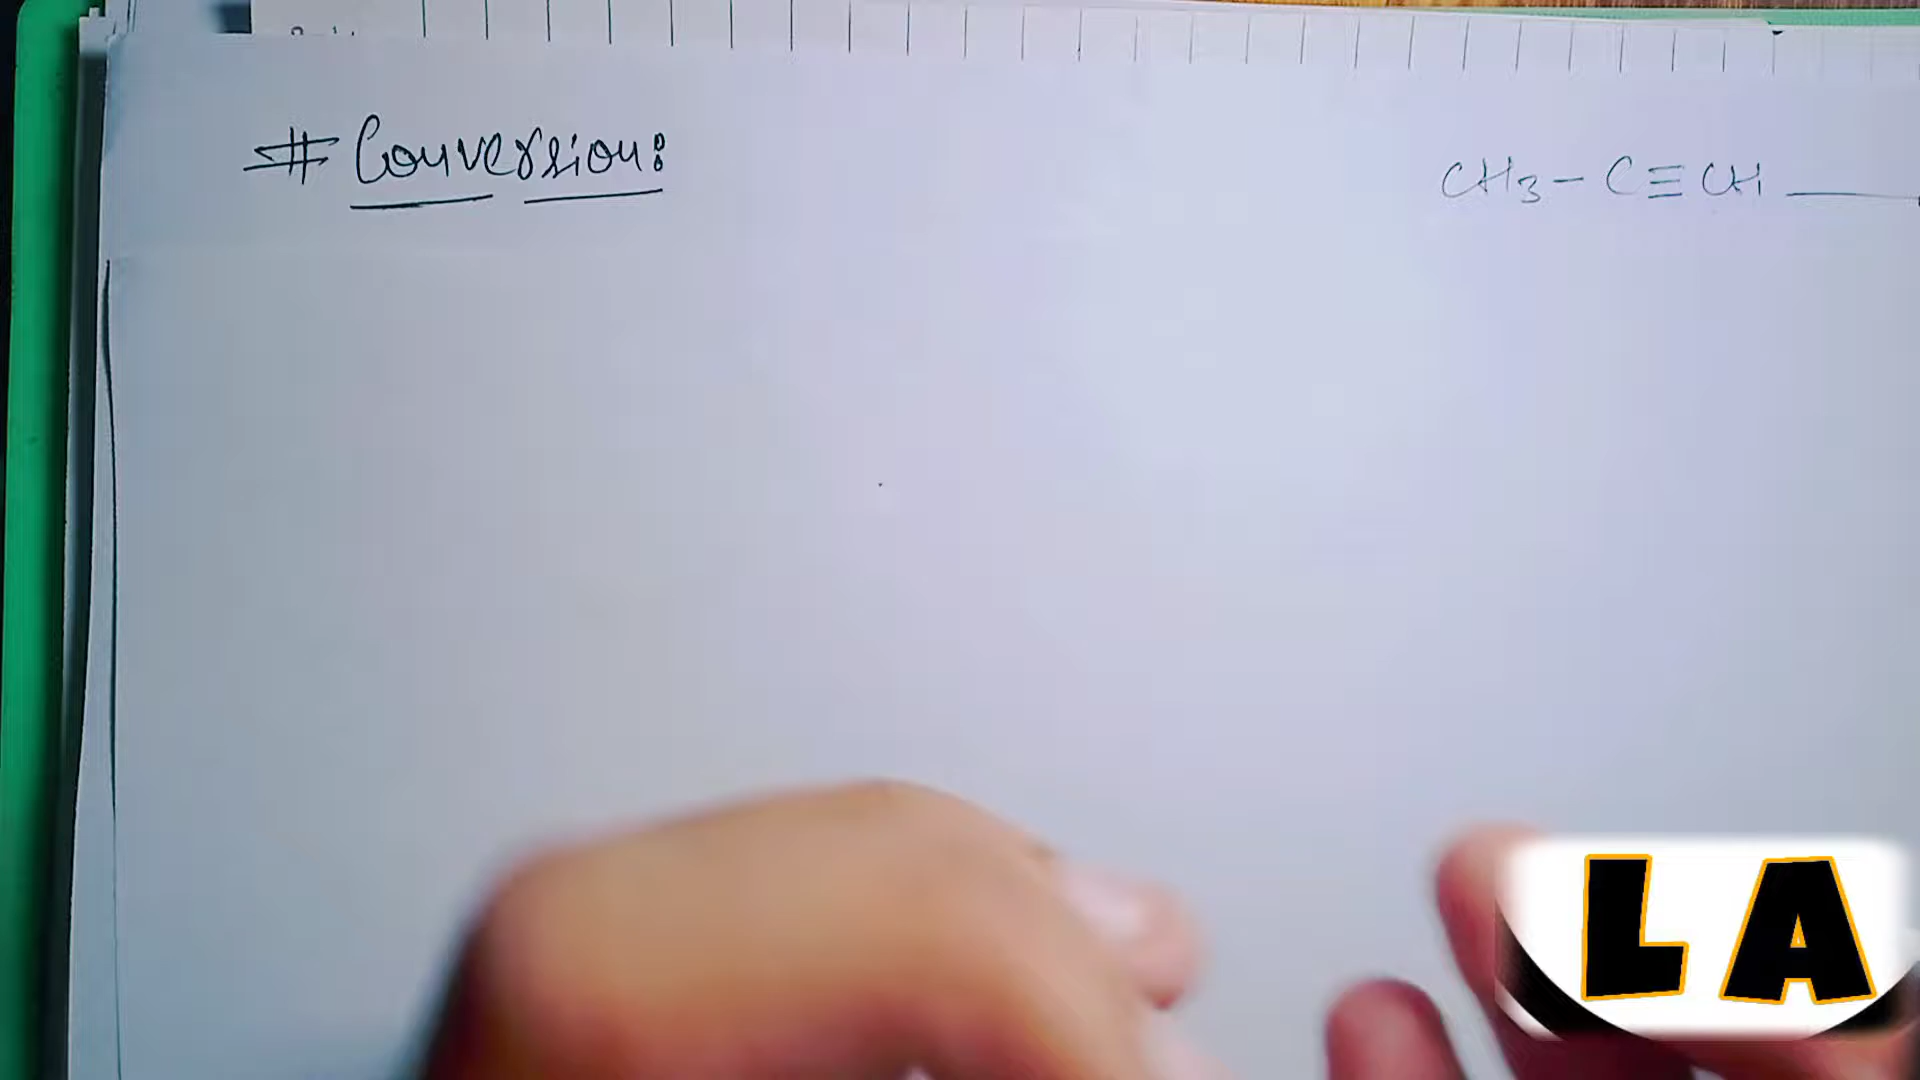 # Conversion:
CH3 - C ≡ CH
LA